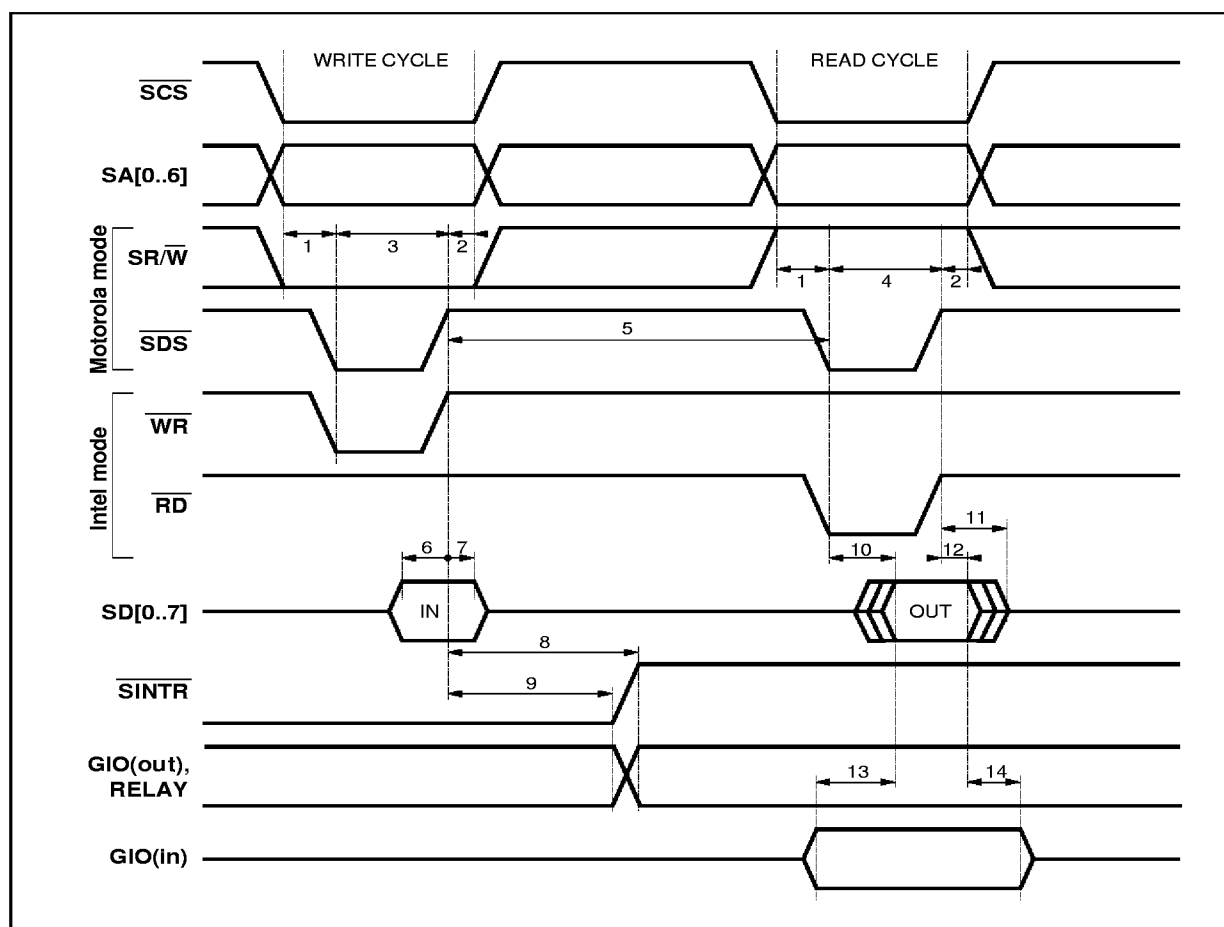 WRITE CYCLE
READ CYCLE
SCS
SA[0..6]
Motorola mode
SR/W
1
3
2
1
4
2
SDS
5
Intel mode
WR
RD
11
6
7
10
12
SD[0..7]
IN
OUT
8
SINTR
9
GIO(out),
RELAY
13
14
GIO(in)